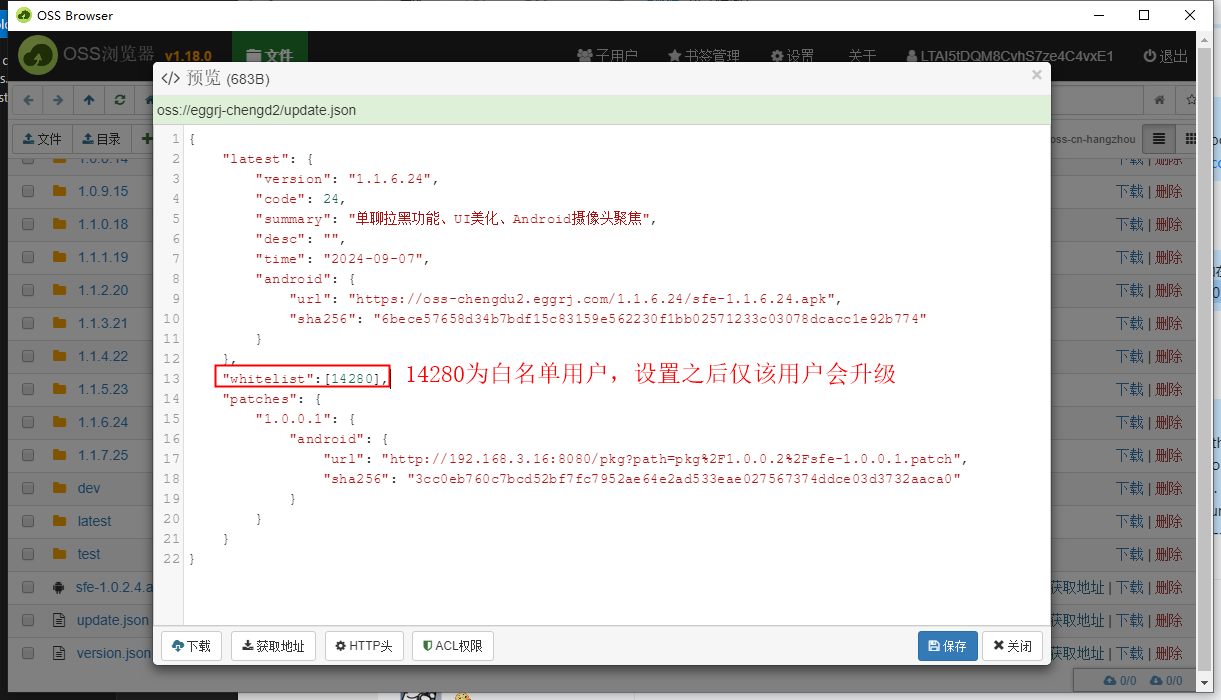 OSS Browser
OSS浏览器 v1.18.0 文件 子用户 书签管理 设置 关于 LTAI5tDQM8CvhS7ze4C4vxE1 退出
</> 预览 (683B) ×
oss://eggrj-chengd2/update.json
文件 目录 oss-cn-hangzhou
1 {
2 "latest": {
3 "version": "1.1.6.24",
4 "code": 24,
5 "summary": "单聊拉黑功能、UI美化、Android摄像头聚焦",
6 "desc": "",
7 "time": "2024-09-07",
8 "android": {
9 "url": "https://oss-chengdu2.eggrj.com/1.1.6.24/sfe-1.1.6.24.apk",
10 "sha256": "6bece57658d34b7bdf15c83159e562230f1bb02571233c03078dcacc1e92b774"
11 }
12 },
13 "whitelist":[14280], 14280为白名单用户，设置之后仅该用户会升级
14 "patches": {
15 "1.0.0.1": {
16 "android": {
17 "url": "http://192.168.3.16:8080/pkg?path=pkg%2F1.0.0.2%2Fsfe-1.0.0.1.patch",
18 "sha256": "3cc0eb760c7bcd52bf7fc7952ae64e2ad533eae027567374ddce03d3732aaca0"
19 }
20 }
21 }
22 }
1.0.9.15 下载 | 删除
1.1.0.18 下载 | 删除
1.1.1.19 下载 | 删除
1.1.2.20 下载 | 删除
1.1.3.21 下载 | 删除
1.1.4.22 下载 | 删除
1.1.5.23 下载 | 删除
1.1.6.24 下载 | 删除
1.1.7.25 下载 | 删除
dev 下载 | 删除
latest 下载 | 删除
test 下载 | 删除
sfe-1.0.2.4.a 获取地址 | 下载 | 删除
update.json 获取地址 | 下载 | 删除
version.json 获取地址 | 下载 | 删除
下载 获取地址 HTTP头 ACL权限 保存 关闭
0/0 0/0